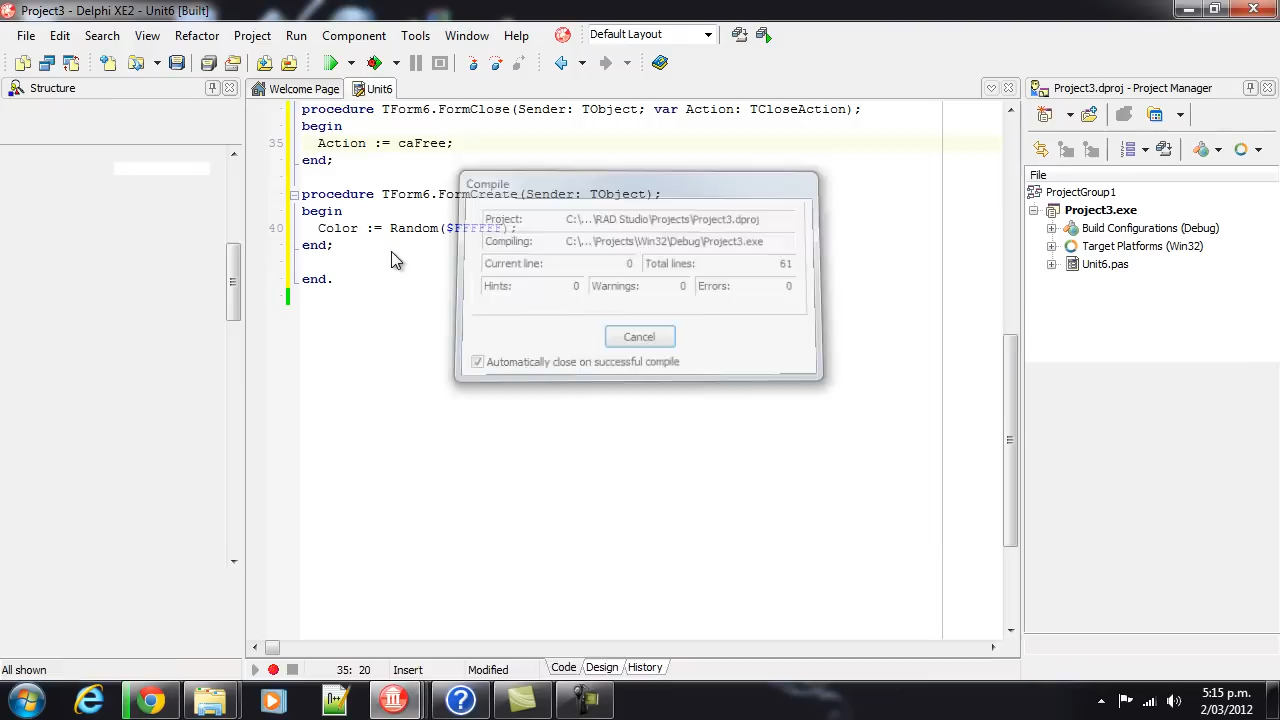 Project3 - Delphi XE2 - Unit6 [Built]
File Edit Search View Refactor Project Run Component Tools Window Help Default Layout
Structure
Welcome Page Unit6
Project3.dproj - Project Manager
procedure TForm6.FormClose(Sender: TObject; var Action: TCloseAction);
begin
35 Action := caFree;
end;
procedure TForm6.FormCreate(Sender: TObject);
begin
40 Color := Random($FFFFFF);
end;
end.
Compile
Project: C:\...\RAD Studio\Projects\Project3.dproj
Compiling: C:\...\Projects\Win32\Debug\Project3.exe
Current line: 0 Total lines: 61
Hints: 0 Warnings: 0 Errors: 0
Cancel
Automatically close on successful compile
File
ProjectGroup1
Project3.exe
Build Configurations (Debug)
Target Platforms (Win32)
Unit6.pas
All shown
35: 20 Insert Modified Code Design History
5:15 p.m.
2/03/2012